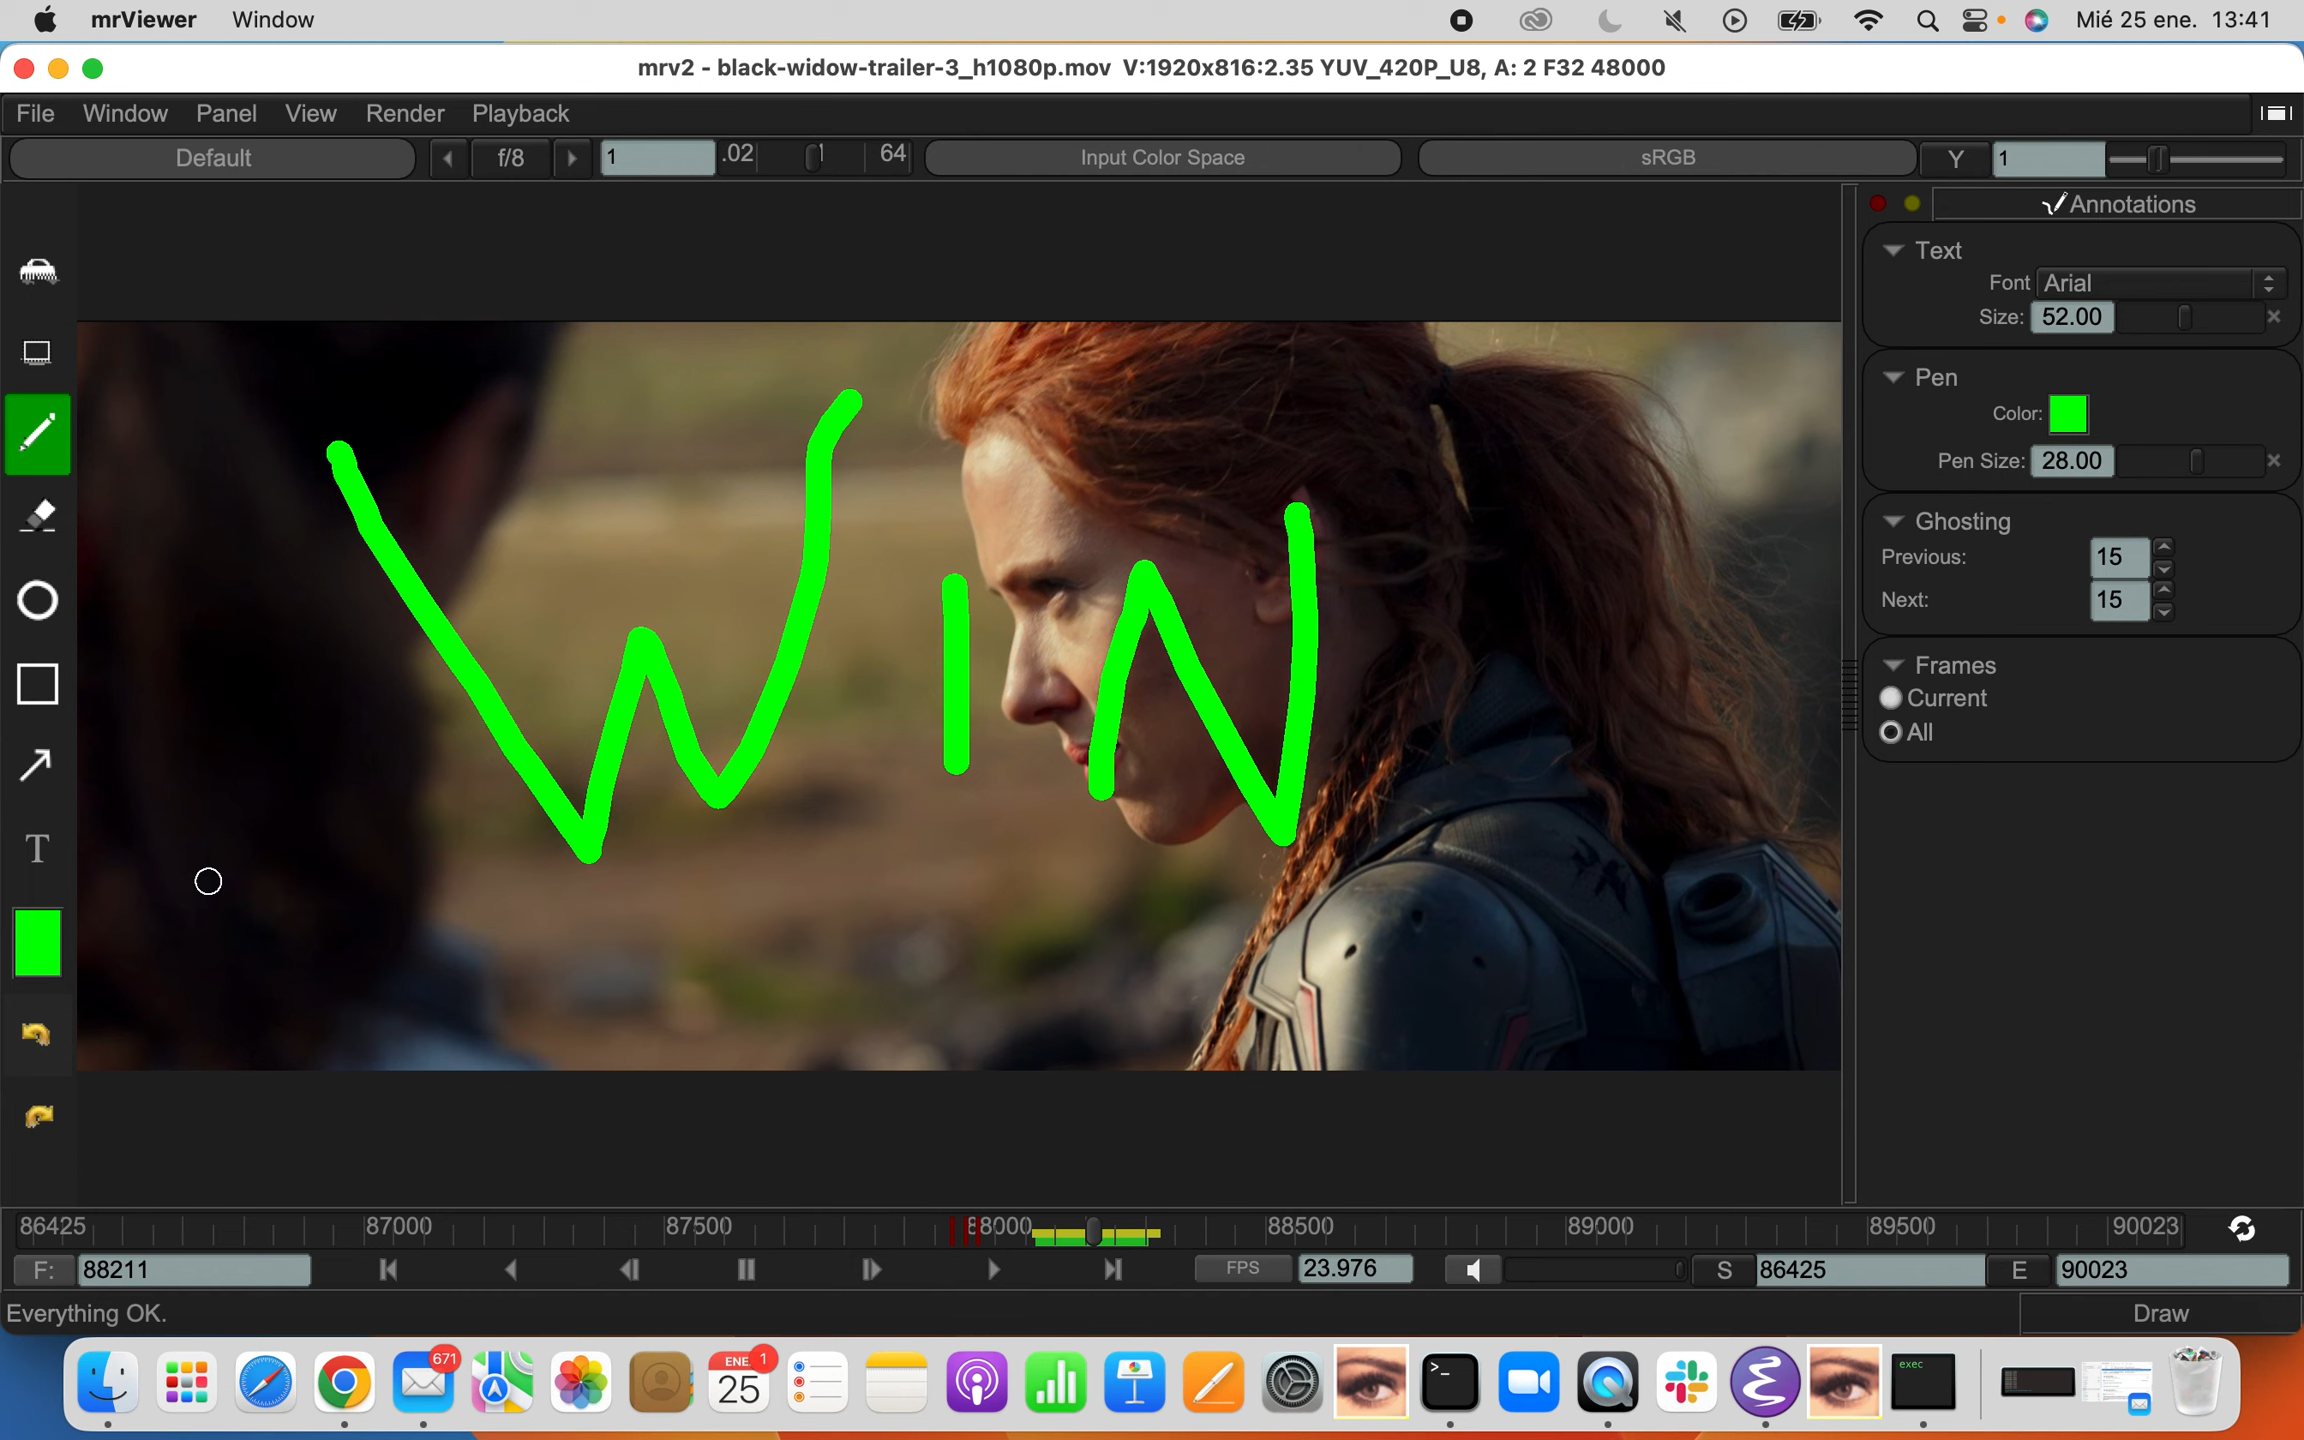 mrViewer Window Mié 25 ene. 13:41
mrv2 - black-widow-trailer-3_h1080p.mov V:1920x816:2.35 YUV_420P_U8, A: 2 F32 48000
File Window Panel View Render Playback
Default f/8 1 .02 1 64 Input Color Space sRGB Y 1
Annotations
Text
Font Arial
Size: 52.00
Pen
Color:
Pen Size: 28.00
Ghosting
Previous: 15
Next: 15
Frames
Current
All
WIN
T
86425 87000 87500 88000 88500 89000 89500 90023
F: 88211 FPS 23.976 S 86425 E 90023
Everything OK. Draw
671
ENE. 1
25
exec